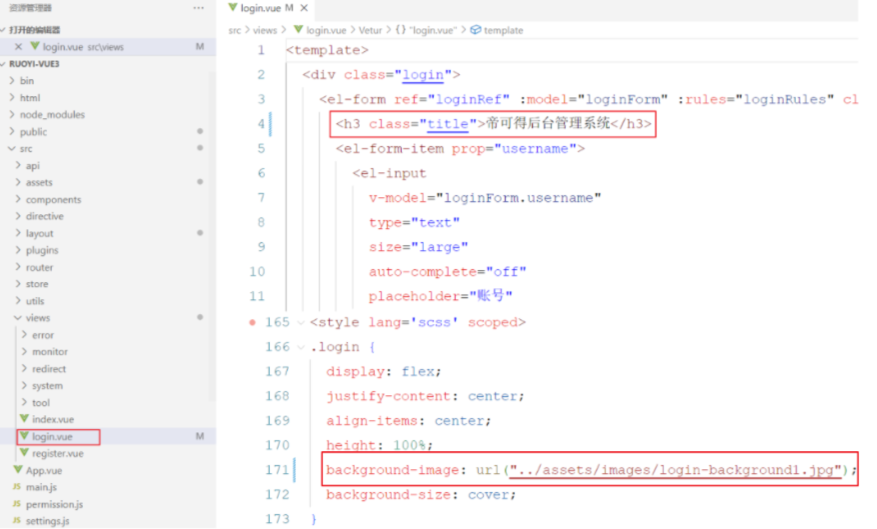 资源管理器 ···
打开的编辑器
login.vue src\views M
RUOYI-VUE3
bin
html
node_modules
public
src
api
assets
components
directive
layout
plugins
router
store
utils
views
error
monitor
redirect
system
tool
index.vue
login.vue M
register.vue
App.vue
JS main.js
JS permission.js
JS settings.js
login.vue M ×
src > views > login.vue > Vetur > {} "login.vue" > template
1 <template>
2 <div class="login">
3 <el-form ref="loginRef" :model="loginForm" :rules="loginRules" cl
4 <h3 class="title">帝可得后台管理系统</h3>
5 <el-form-item prop="username">
6 <el-input
7 v-model="loginForm.username"
8 type="text"
9 size="large"
10 auto-complete="off"
11 placeholder="账号"
165 <style lang='scss' scoped>
166 .login {
167 display: flex;
168 justify-content: center;
169 align-items: center;
170 height: 100%;
171 background-image: url("../assets/images/login-background1.jpg");
172 background-size: cover;
173 }